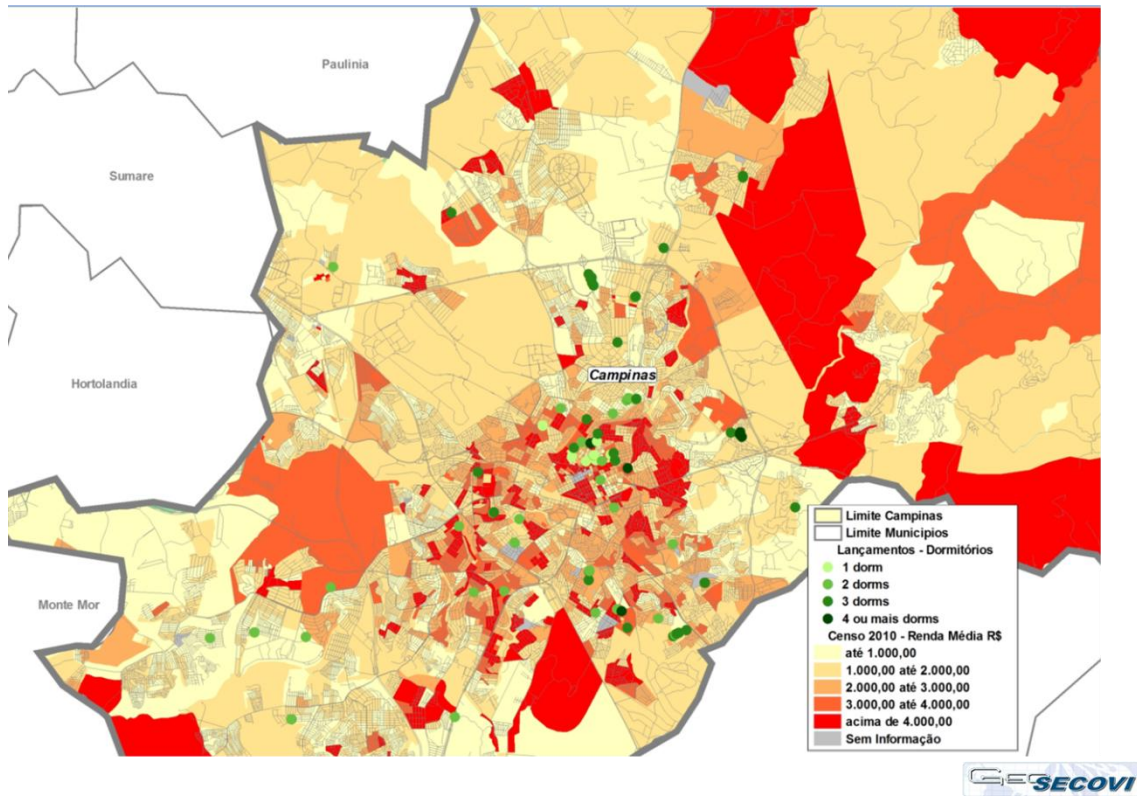 Paulinia
Sumare
Hortolandia
Campinas
Monte Mor
Limite Campinas
Limite Municipios
Lançamentos - Dormitórios
1 dorm
2 dorms
3 dorms
4 ou mais dorms
Censo 2010 - Renda Média R$
até 1.000,00
1.000,00 até 2.000,00
2.000,00 até 3.000,00
3.000,00 até 4.000,00
acima de 4.000,00
Sem Informação
GEO SECOVI